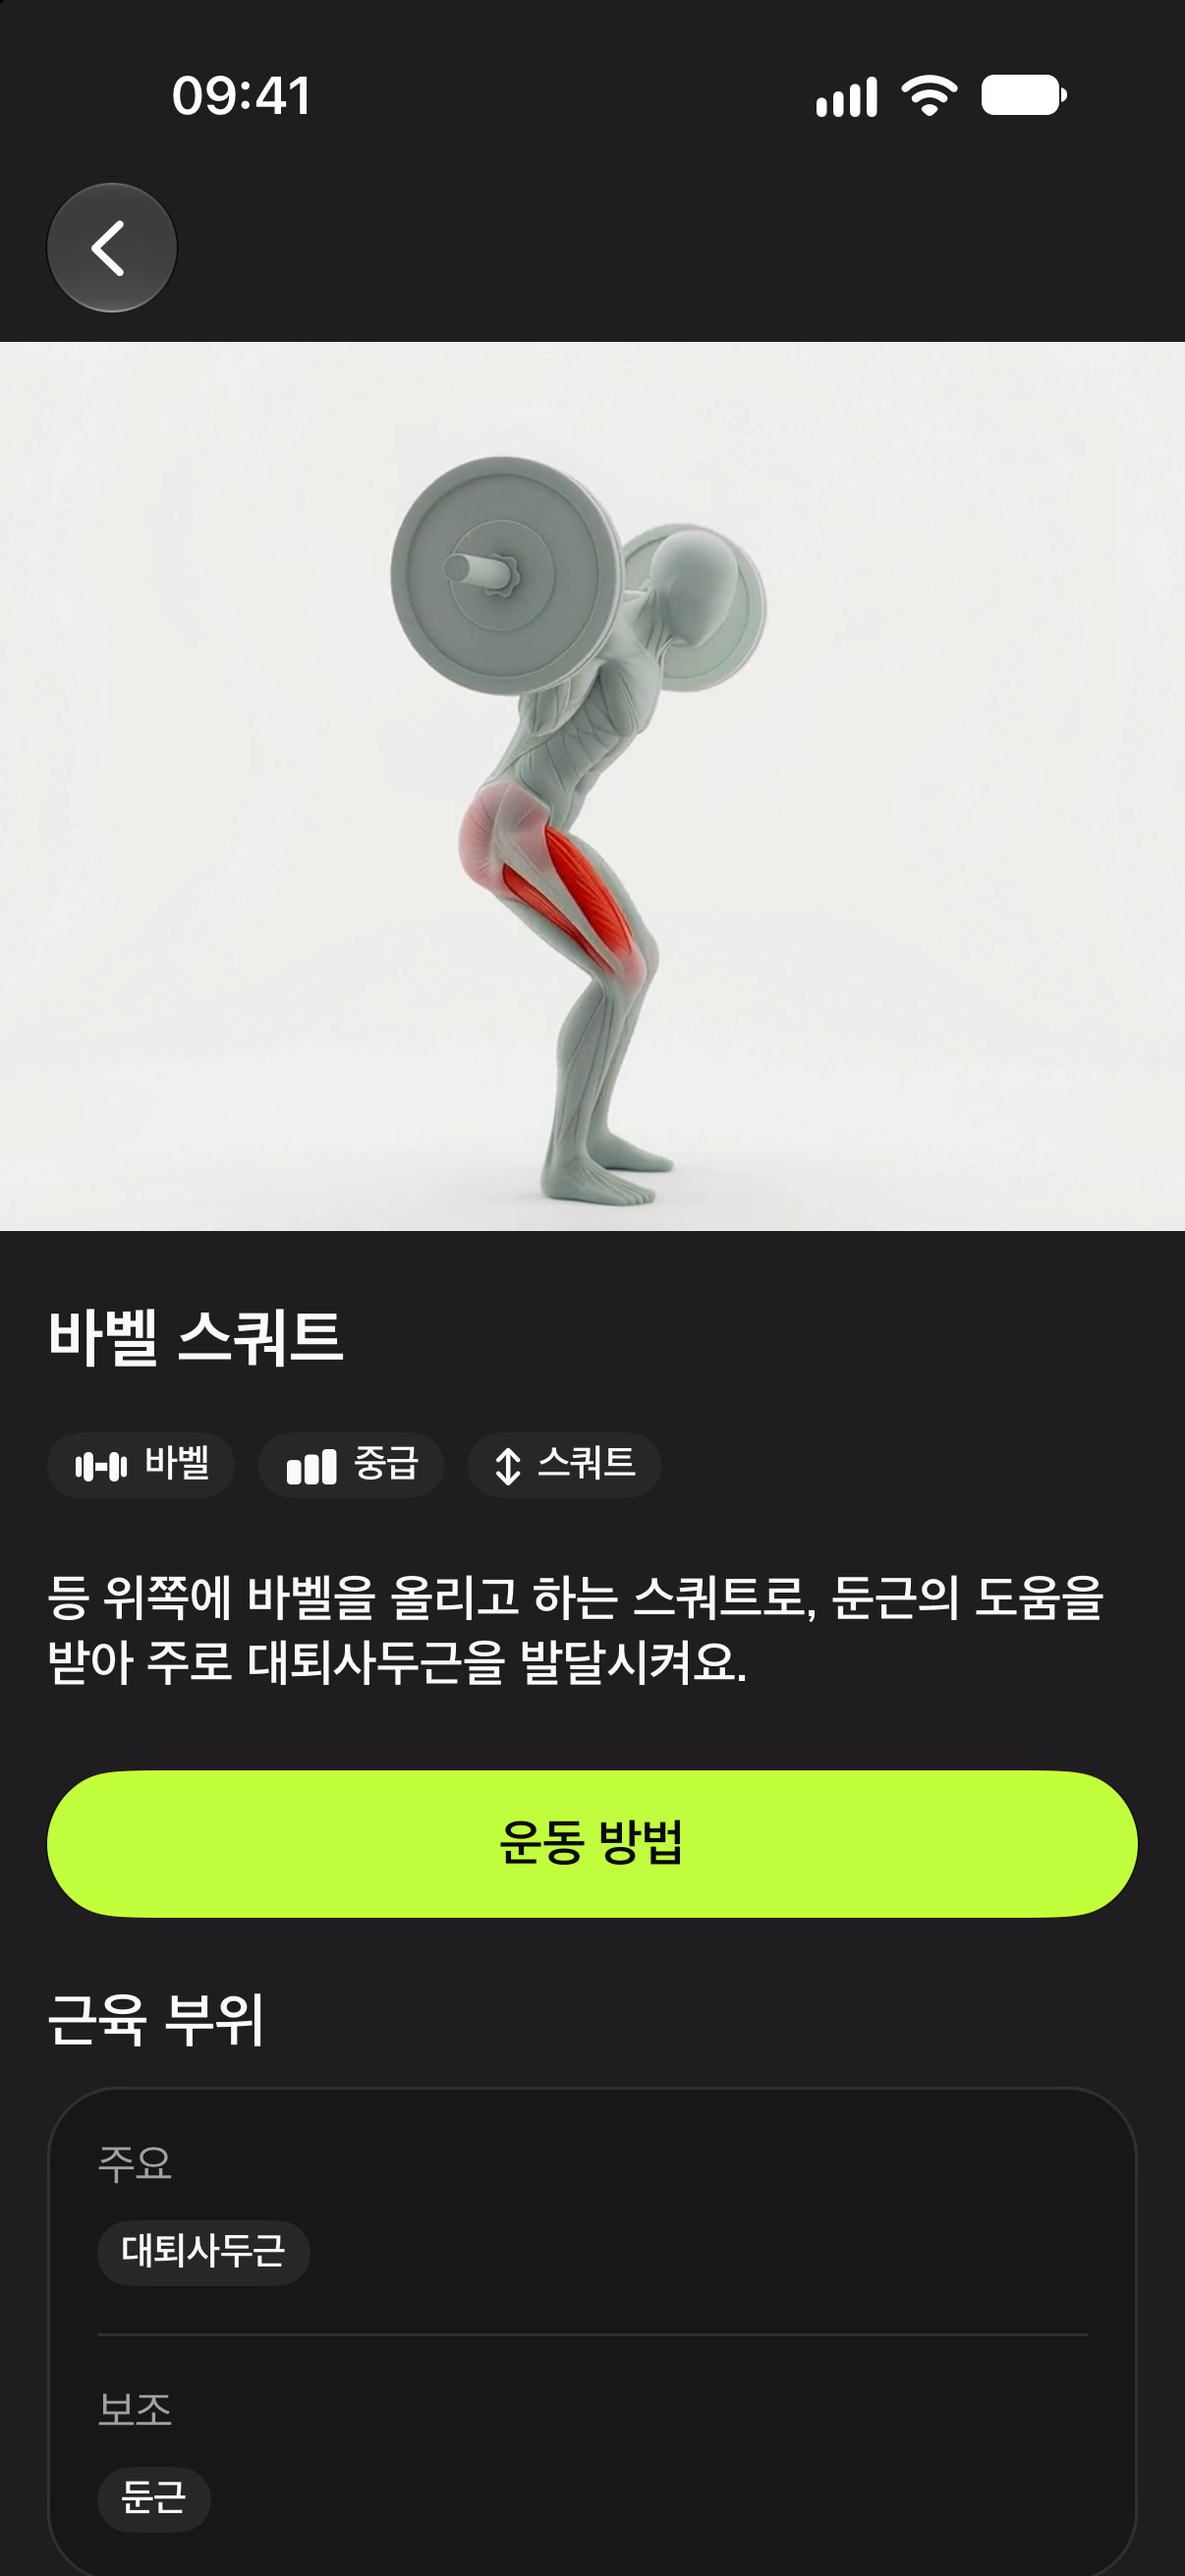 09:41
바벨 스쿼트
바벨
중급
스쿼트
등 위쪽에 바벨을 올리고 하는 스쿼트로, 둔근의 도움을
받아 주로 대퇴사두근을 발달시켜요.
운동 방법
근육 부위
주요
대퇴사두근
보조
둔근